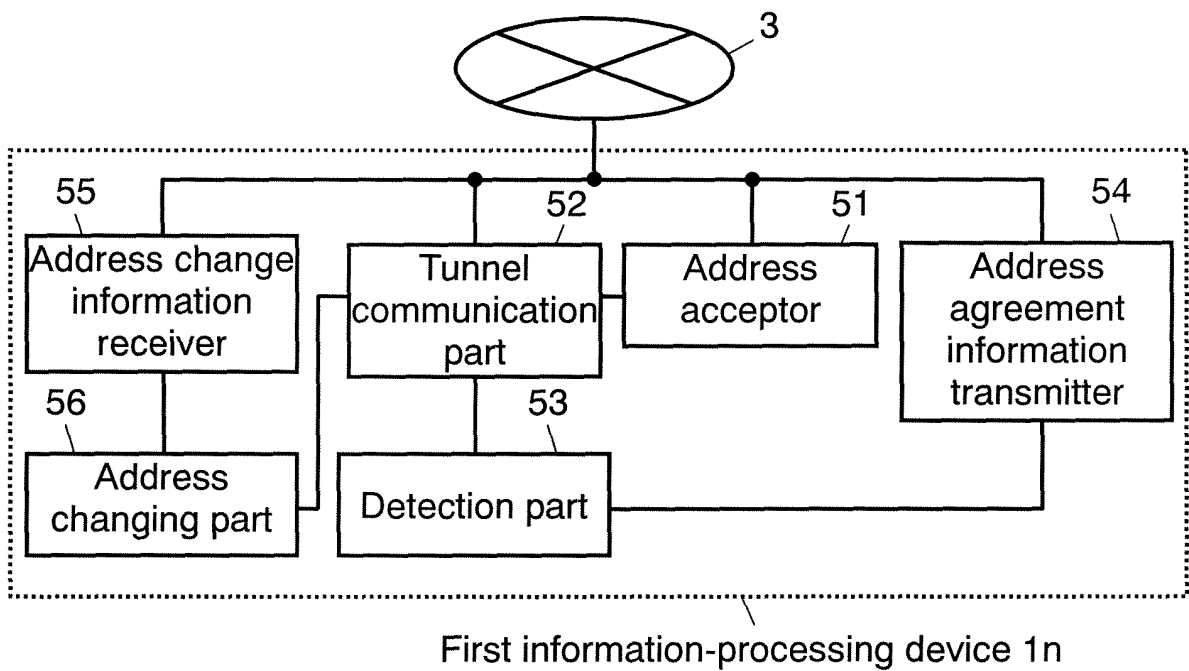 3
55
52
51
54
Address change
information
receiver
Tunnel
communication
part
Address
acceptor
Address
agreement
information
transmitter
56
53
Address
changing part
Detection part
First information-processing device 1n